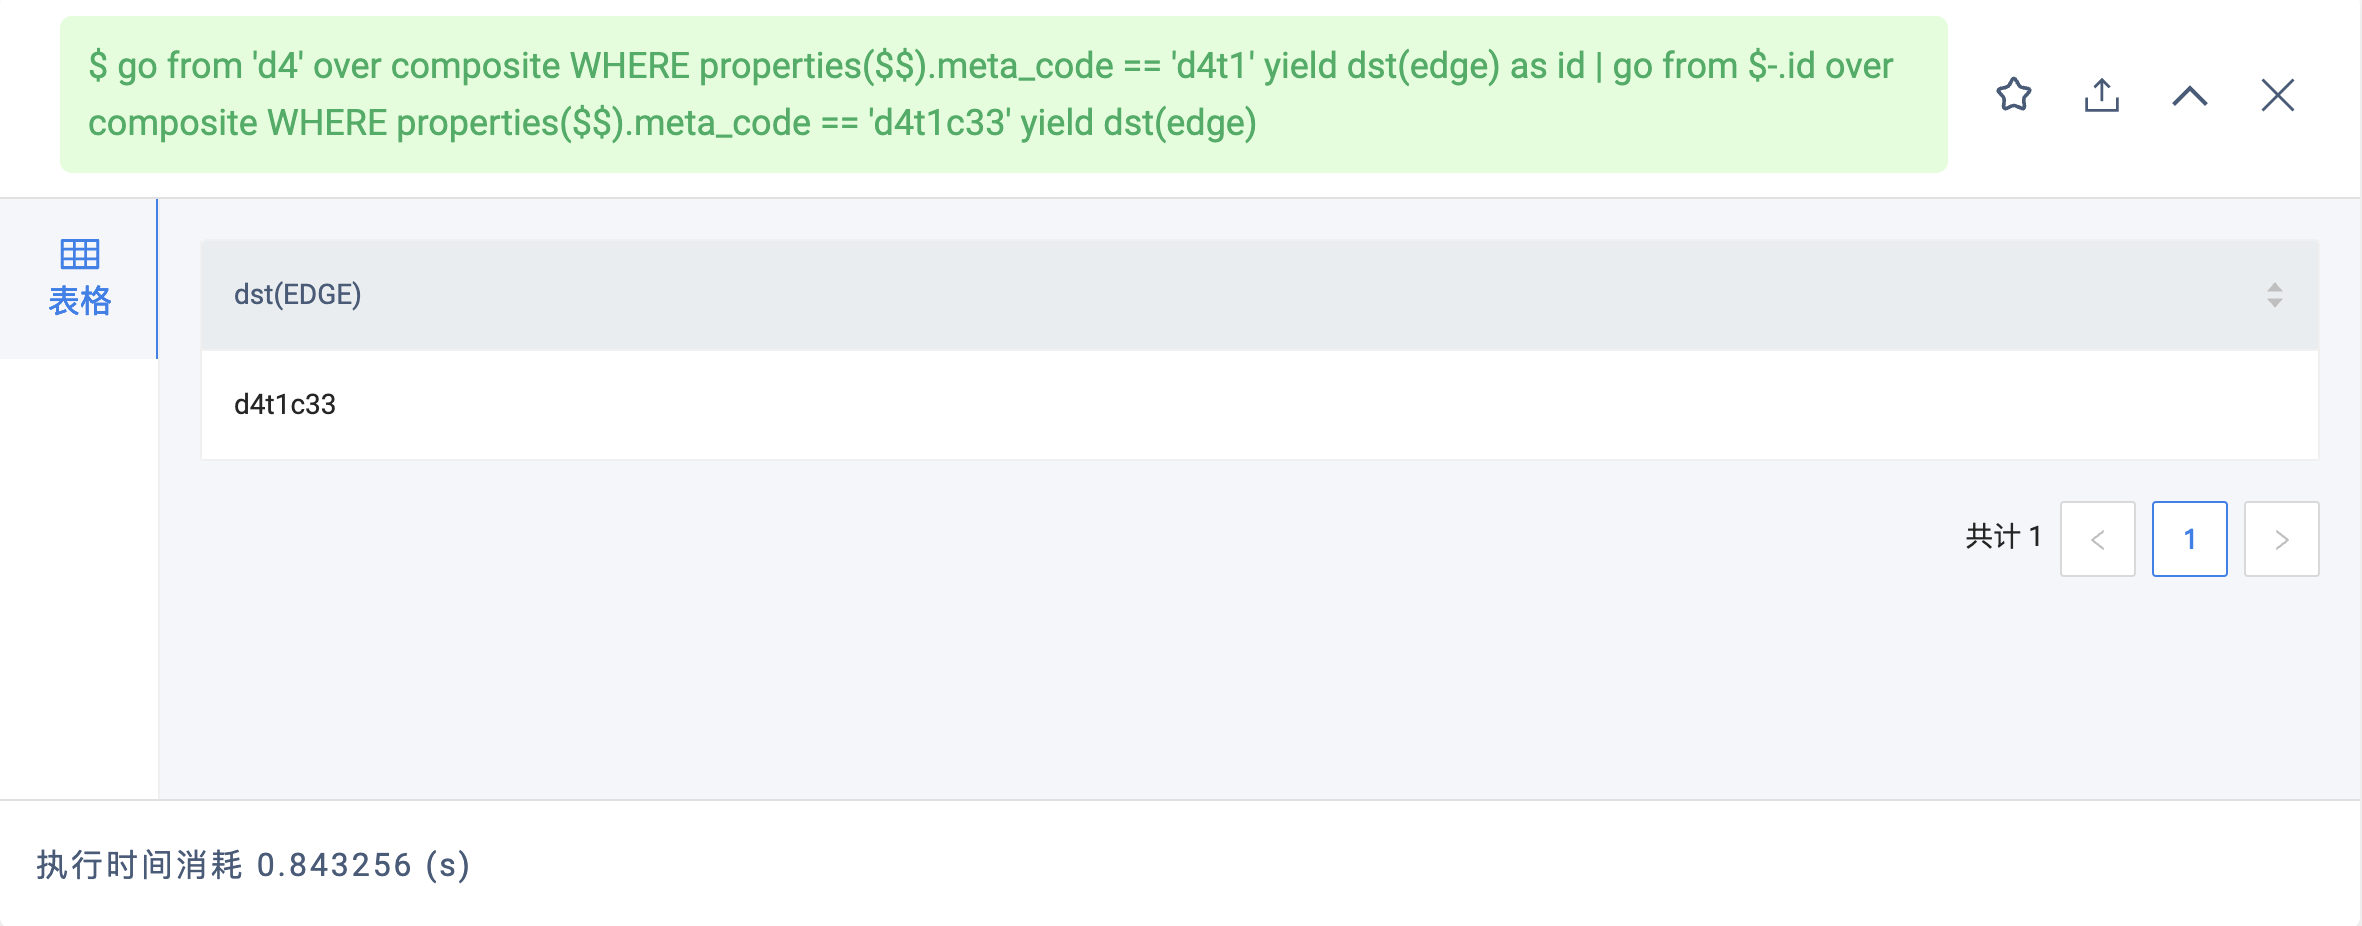 $ go from 'd4' over composite WHERE properties($$).meta_code == 'd4t1' yield dst(edge) as id | go from $-.id over
composite WHERE properties($$).meta_code == 'd4t1c33' yield dst(edge)
表格
dst(EDGE)
d4t1c33
共计 1 < 1 >
执行时间消耗 0.843256 (s)